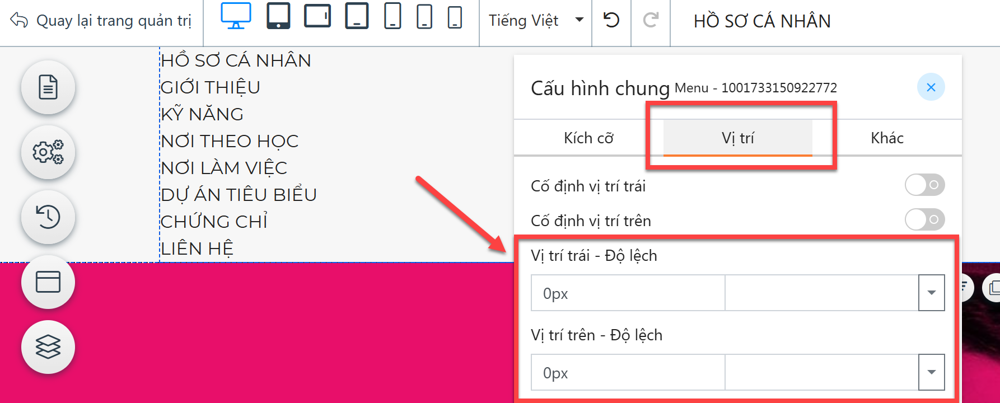 Quay lại trang quản trị
Tiếng Việt
HỒ SƠ CÁ NHÂN
HỒ SƠ CÁ NHÂN
GIỚI THIỆU
KỸ NĂNG
NƠI THEO HỌC
NƠI LÀM VIỆC
DỰ ÁN TIÊU BIỂU
CHỨNG CHỈ
LIÊN HỆ
Cấu hình chung Menu - 1001733150922772
Kích cỡ
Vị trí
Khác
Cố định vị trí trái
Cố định vị trí trên
Vị trí trái - Độ lệch
0px
Vị trí trên - Độ lệch
0px